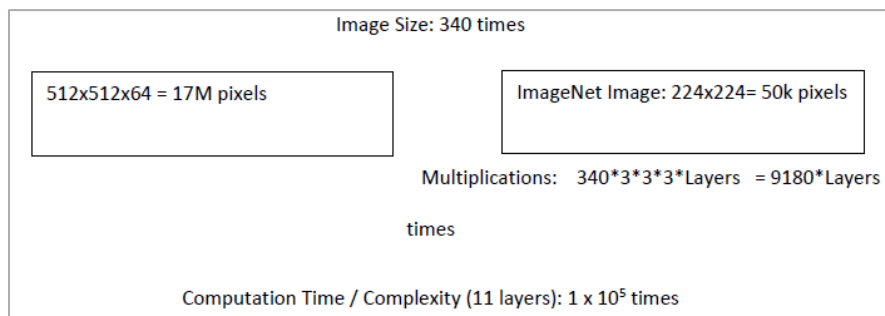 Image Size: 340 times
512x512x64 = 17M pixels
ImageNet Image: 224x224= 50k pixels
Multiplications: 340*3*3*3*Layers = 9180*Layers
times
Computation Time / Complexity (11 layers): 1 x 10⁵ times